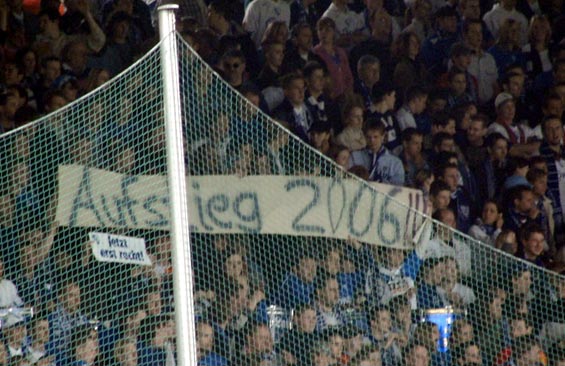 Aufstieg 2006!!
Jetzt
erst recht!